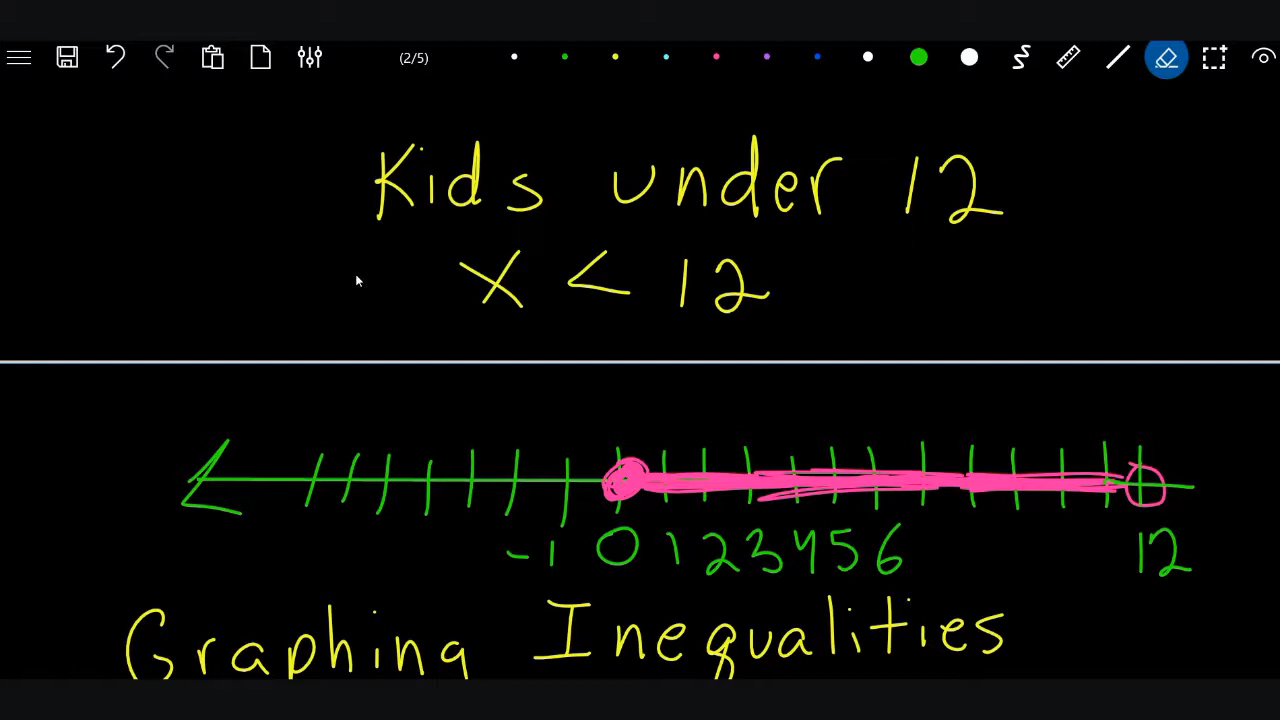 (2/5)
Kids under 12
x < 12
-1 0 1 2 3 4 5 6 12
Graphing Inequalities